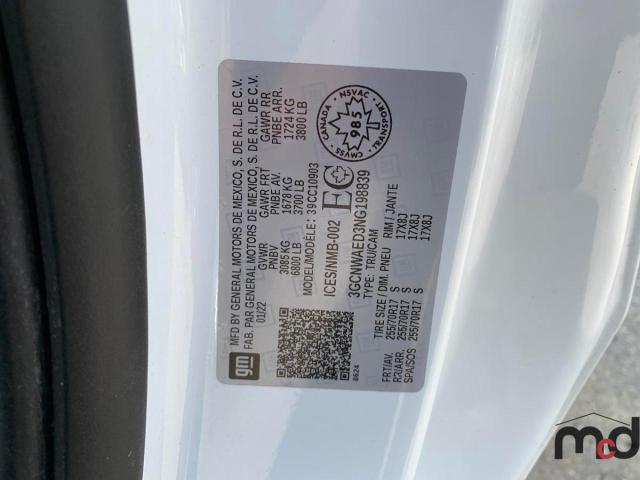 gm
MFD BY GENERAL MOTORS DE MEXICO, S. DE R.L. DE C.V.
FAB. PAR GENERAL MOTORS DE MEXICO, S. DE R.L. DE C.V.
01/22 GVWR GAWR FRT GAWR RR
PNBV PNBE AV. PNBE ARR.
3085 KG 1678 KG 1724 KG
6800 LB 3700 LB 3800 LB
MODEL/MODÈLE: 39CC10903
ICES/NMB-002 EC
CANADA NSVAC TRANSPORT CMVSS
985
3GCNWAED3NG198839
TYPE: TRU/CAM
TIRE SIZE / DIM. PNEU RIM / JANTE
FRT/AV. 255/70R17 S 17X8J
RR/ARR. 255/70R17 S 17X8J
SPA/SOS 255/70R17 S 17X8J
8624
mcd